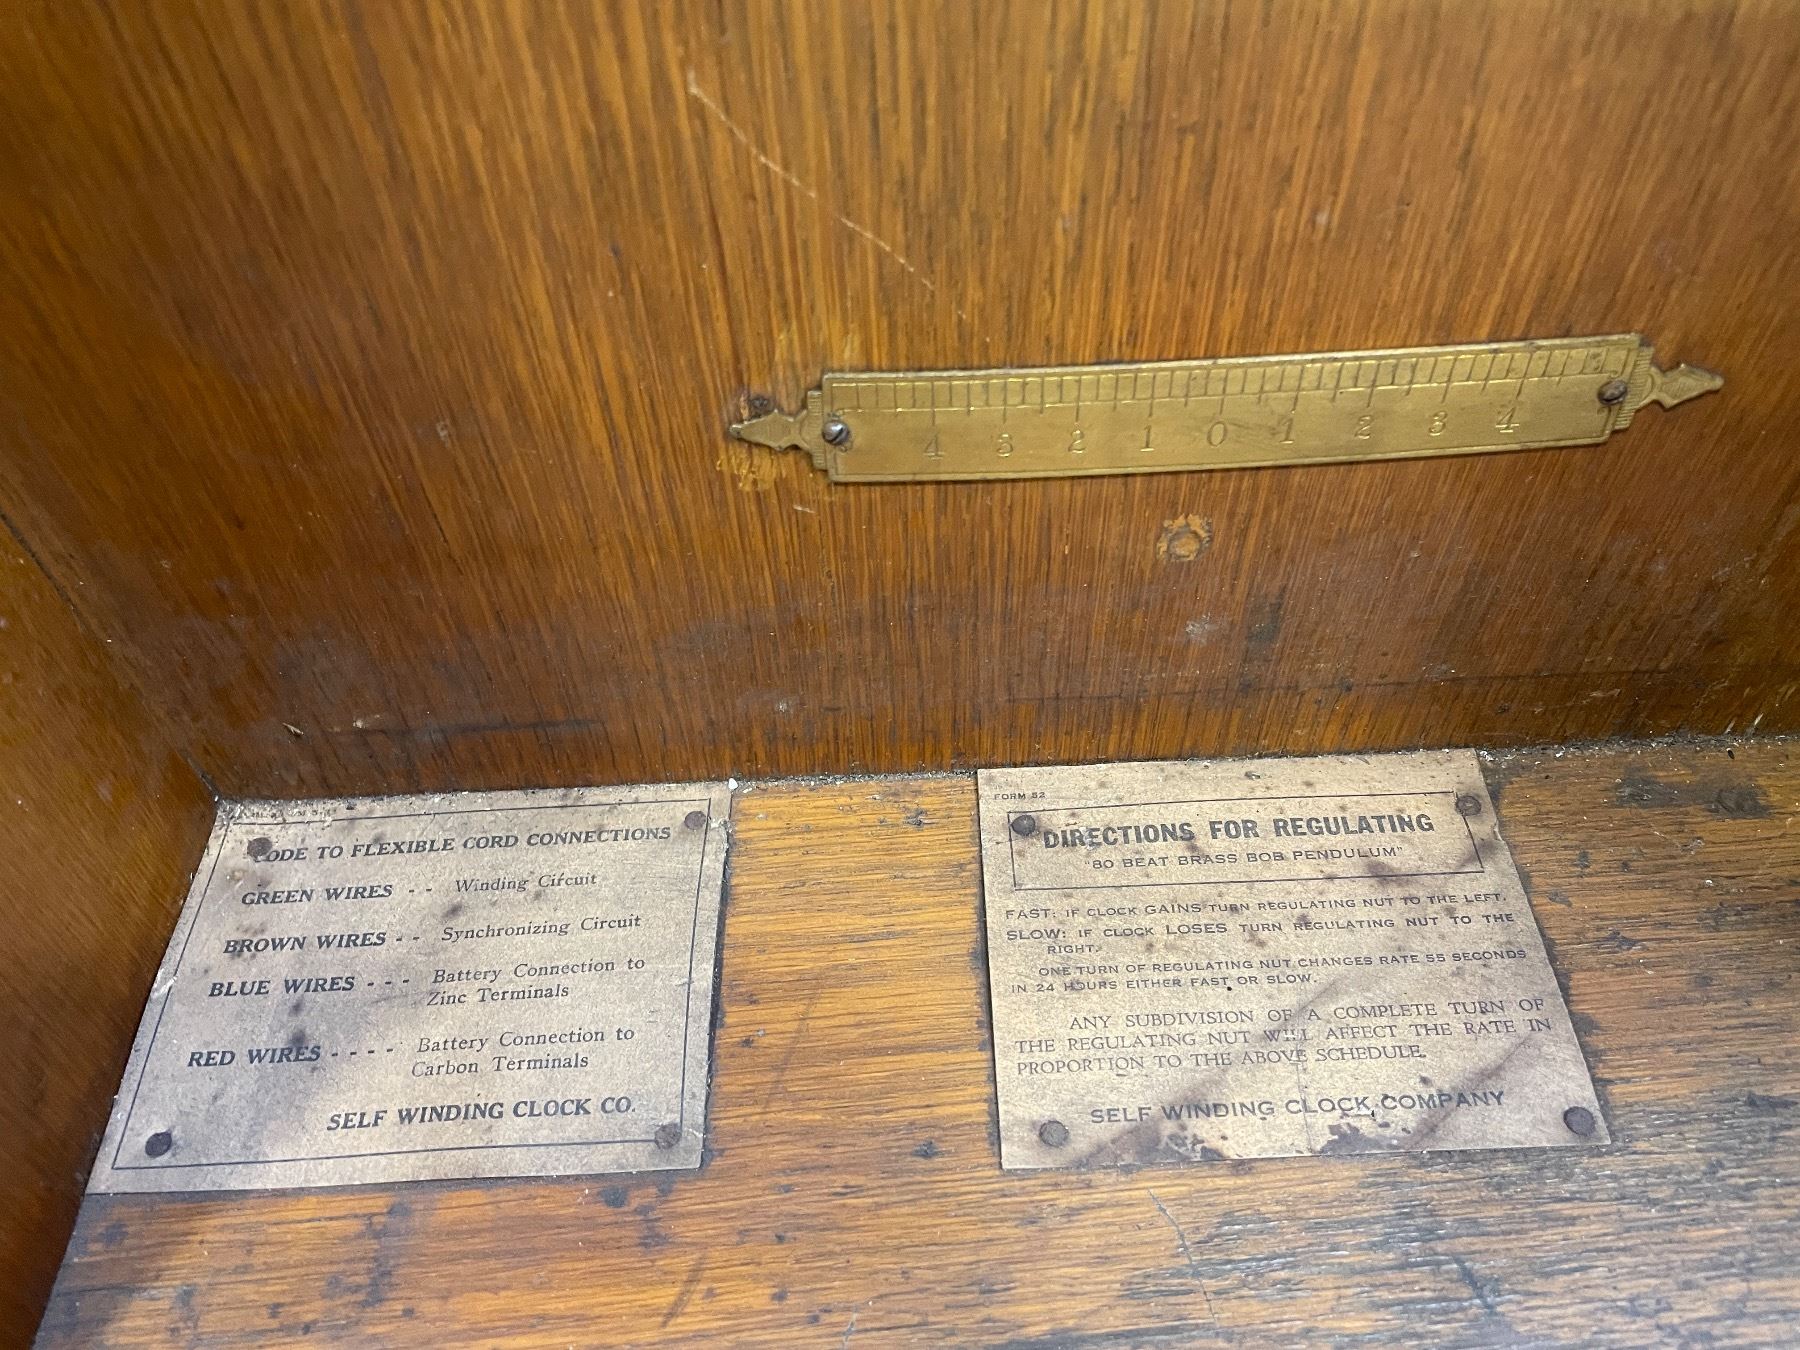 4 3 2 1 0 1 2 3 4
CODE TO FLEXIBLE CORD CONNECTIONS
GREEN WIRES - - Winding Circuit
BROWN WIRES - - Synchronizing Circuit
BLUE WIRES - - - Battery Connection to
Zinc Terminals
RED WIRES - - - - Battery Connection to
Carbon Terminals
SELF WINDING CLOCK CO.
FORM 52
DIRECTIONS FOR REGULATING
"80 BEAT BRASS BOB PENDULUM"
FAST: IF CLOCK GAINS TURN REGULATING NUT TO THE LEFT.
SLOW: IF CLOCK LOSES TURN REGULATING NUT TO THE
RIGHT.
ONE TURN OF REGULATING NUT CHANGES RATE 55 SECONDS
IN 24 HOURS EITHER FAST OR SLOW.
ANY SUBDIVISION OF A COMPLETE TURN OF
THE REGULATING NUT WILL AFFECT THE RATE IN
PROPORTION TO THE ABOVE SCHEDULE.
SELF WINDING CLOCK COMPANY